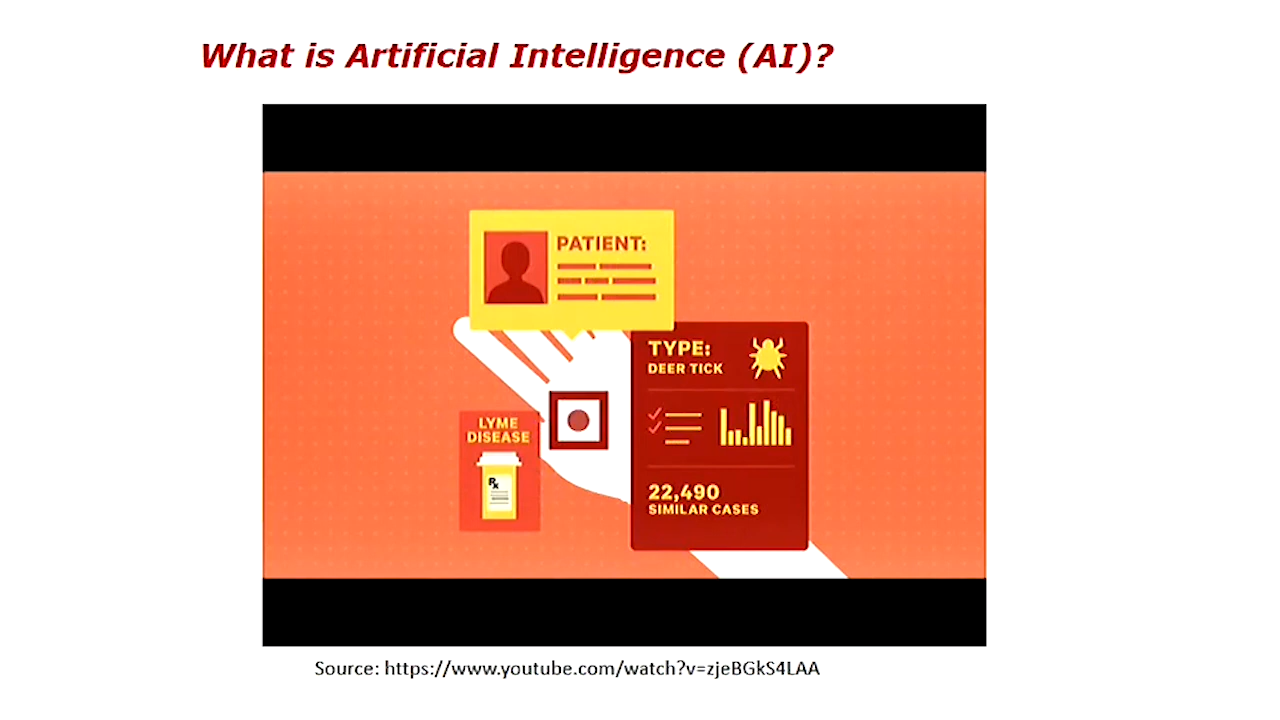 What is Artificial Intelligence (AI)?
PATIENT:
TYPE:
DEER TICK
LYME
DISEASE
Rx
22,490
SIMILAR CASES
Source: https://www.youtube.com/watch?v=zjeBGkS4LAA